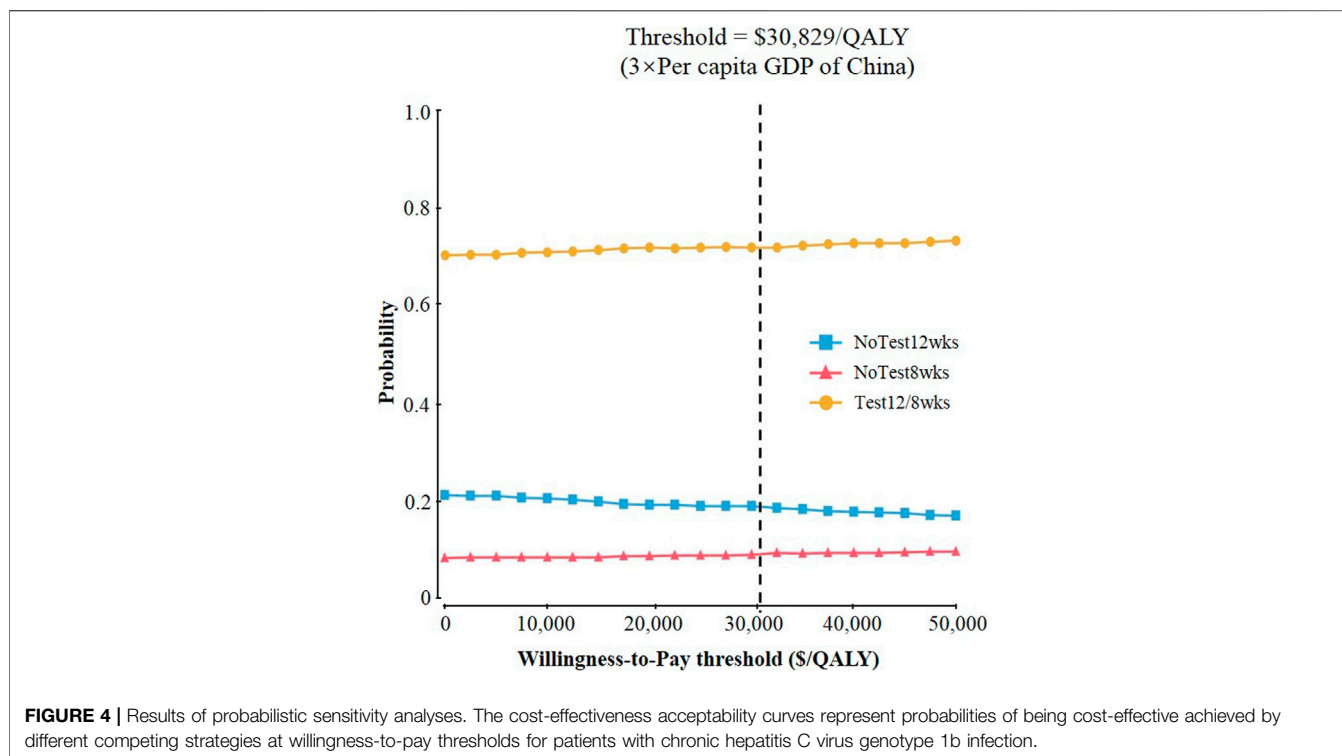 Threshold = $30,829/QALY
(3×Per capita GDP of China)
1.0
0.8
0.6
0.4
0.2
0
Probability
NoTest12wks
NoTest8wks
Test12/8wks
0 10,000 20,000 30,000 40,000 50,000
Willingness-to-Pay threshold ($/QALY)
FIGURE 4 | Results of probabilistic sensitivity analyses. The cost-effectiveness acceptability curves represent probabilities of being cost-effective achieved by
different competing strategies at willingness-to-pay thresholds for patients with chronic hepatitis C virus genotype 1b infection.